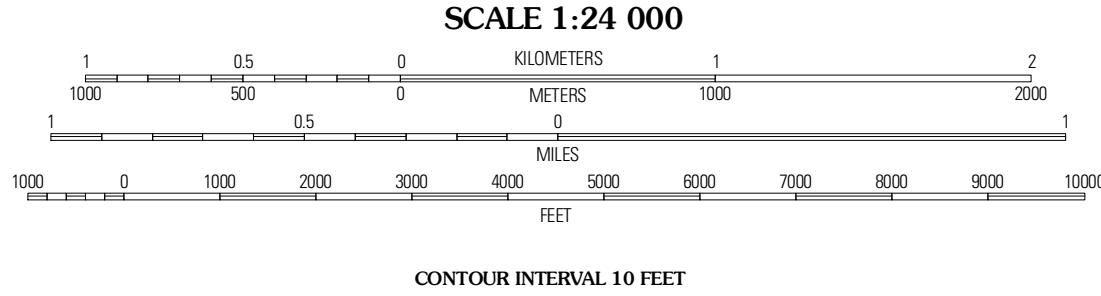 SCALE 1:24 000
1 0.5 0 KILOMETERS 1 2
1000 500 0 METERS 1000 2000
1 0.5 0 1
MILES
1000 0 1000 2000 3000 4000 5000 6000 7000 8000 9000 10000
FEET
CONTOUR INTERVAL 10 FEET